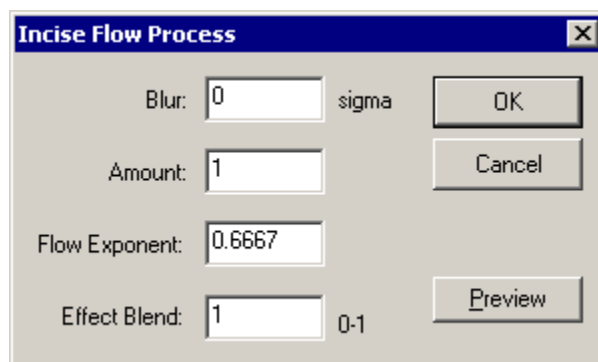 Incise Flow Process
Blur: 0 sigma OK
Amount: 1 Cancel
Flow Exponent: 0.6667
Effect Blend: 1 0-1 Preview